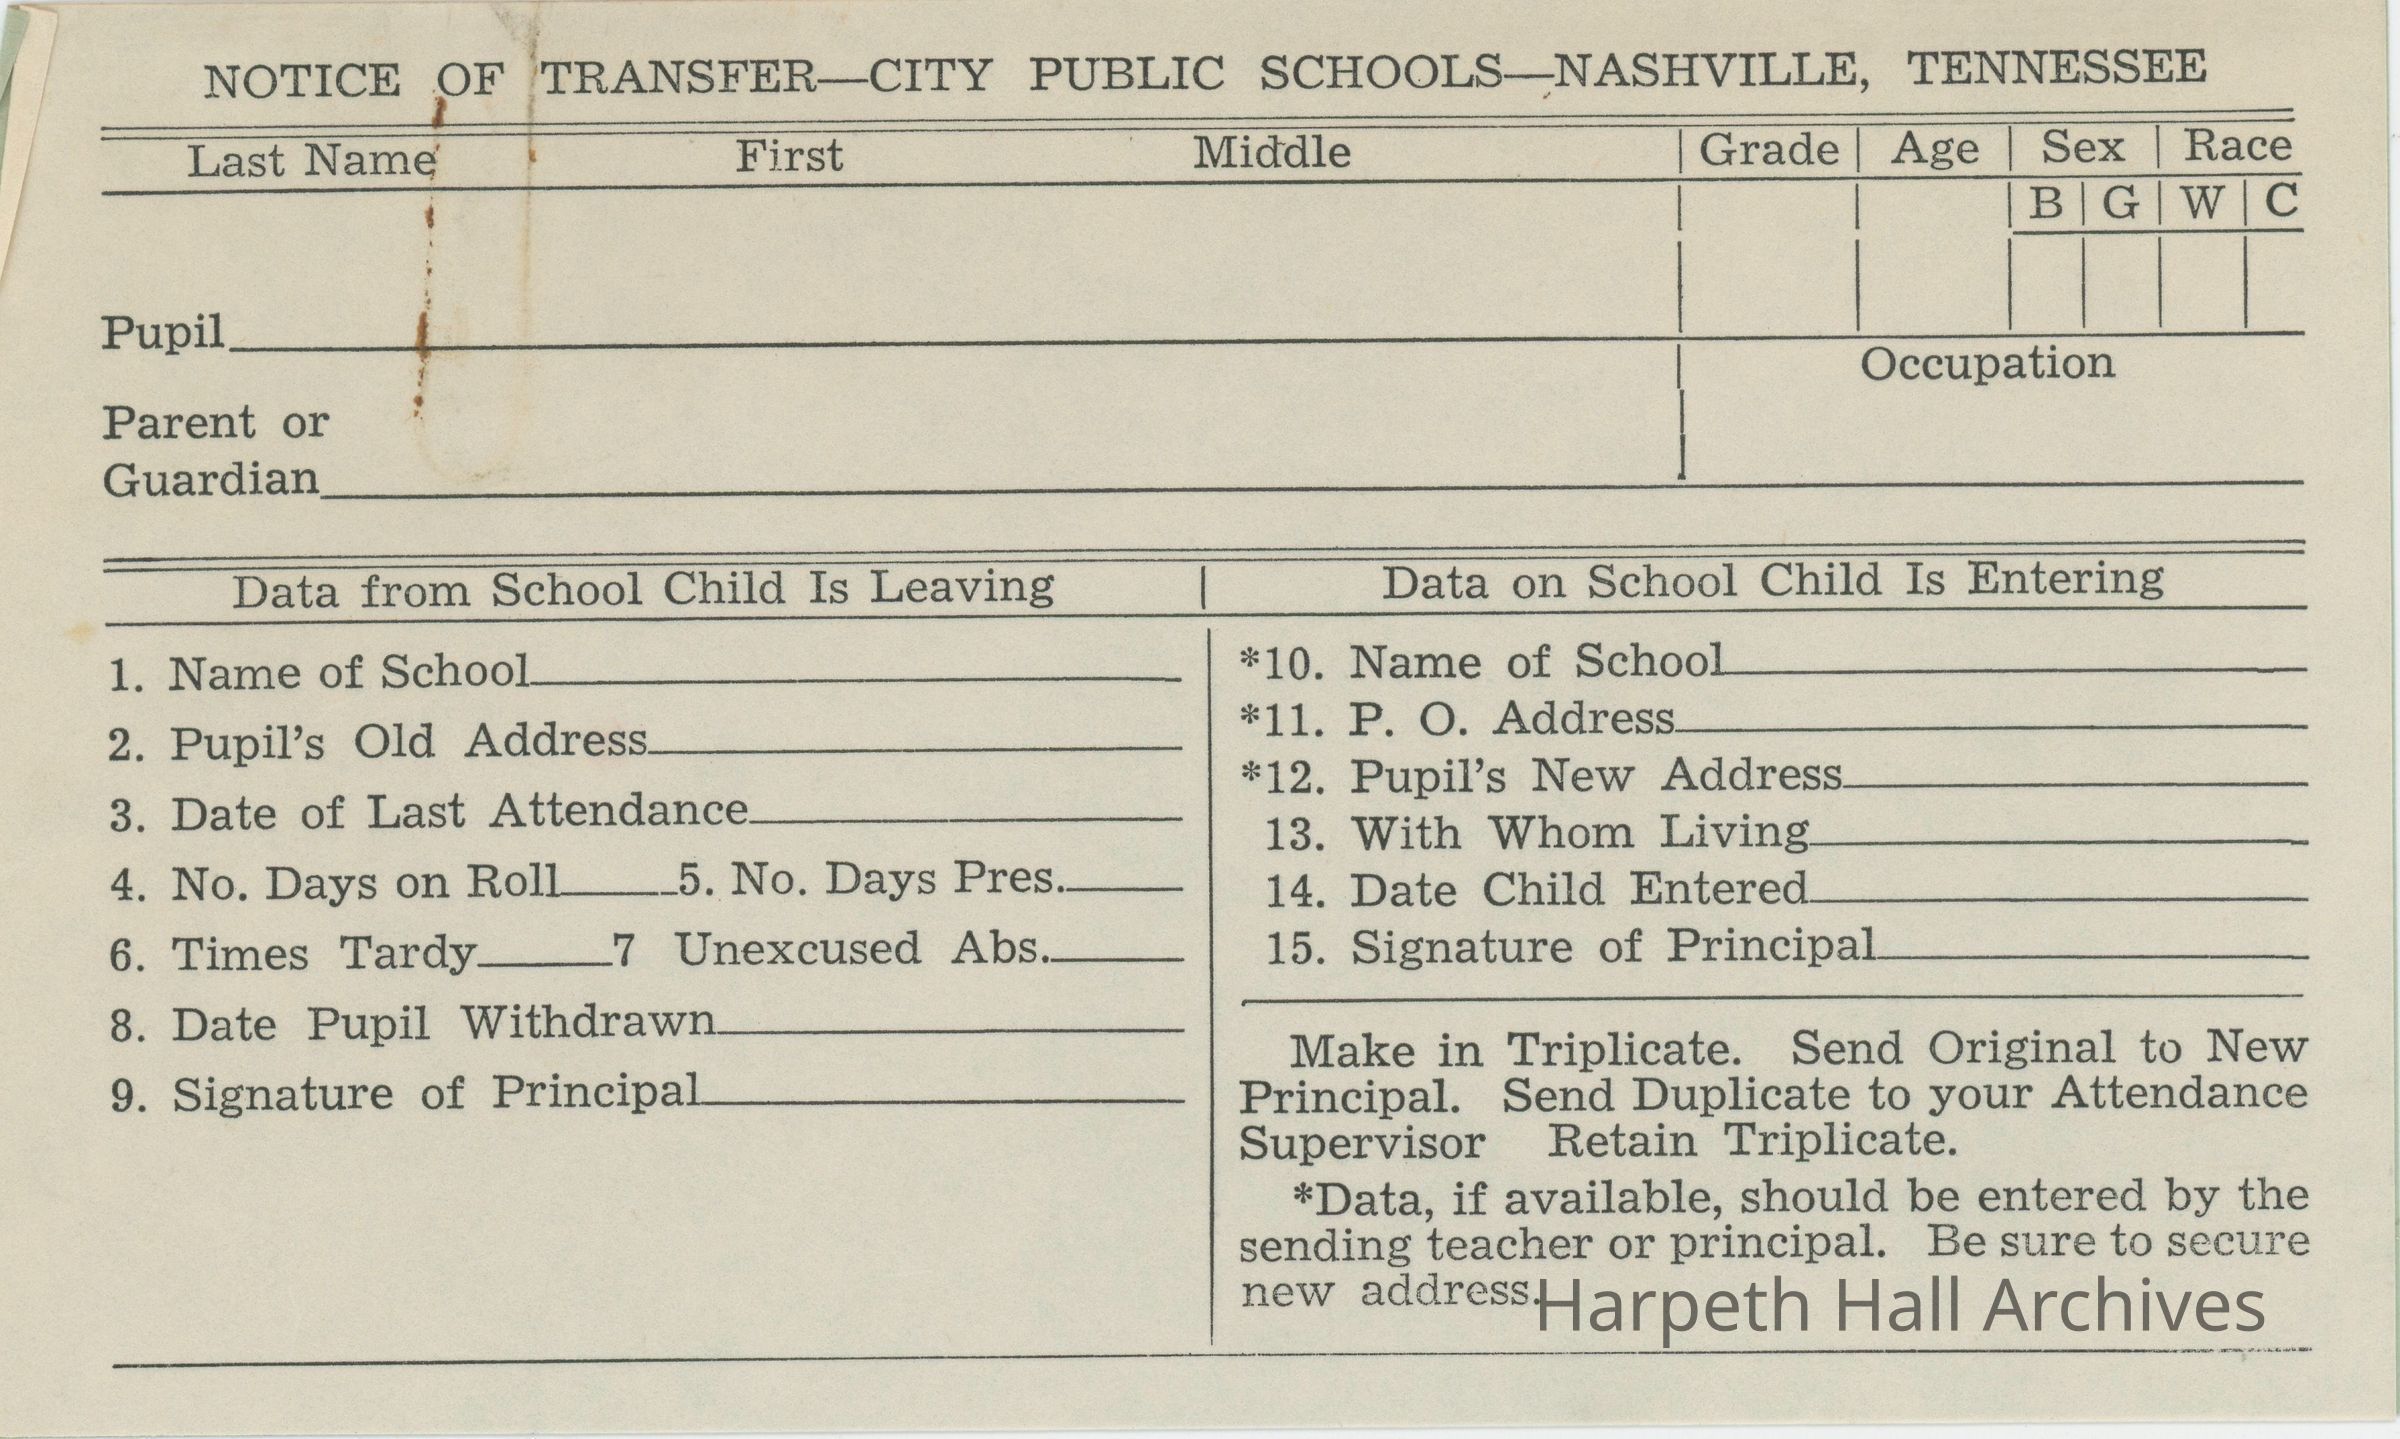 NOTICE OF TRANSFER—CITY PUBLIC SCHOOLS—NASHVILLE, TENNESSEE
Last Name First Middle Grade Age Sex Race
B G W C
Pupil
Occupation
Parent or
Guardian
Data from School Child Is Leaving
1. Name of School
2. Pupil's Old Address
3. Date of Last Attendance
4. No. Days on Roll 5. No. Days Pres.
6. Times Tardy 7 Unexcused Abs.
8. Date Pupil Withdrawn
9. Signature of Principal
Data on School Child Is Entering
*10. Name of School
*11. P. O. Address
*12. Pupil's New Address
13. With Whom Living
14. Date Child Entered
15. Signature of Principal
Make in Triplicate. Send Original to New
Principal. Send Duplicate to your Attendance
Supervisor Retain Triplicate.
*Data, if available, should be entered by the
sending teacher or principal. Be sure to secure
new address.
Harpeth Hall Archives